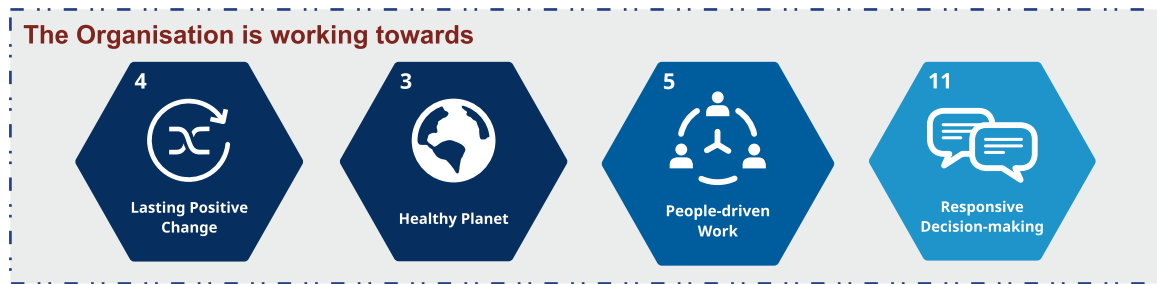 The Organisation is working towards
4
Lasting Positive
Change
3
Healthy Planet
5
People-driven
Work
11
Responsive
Decision-making